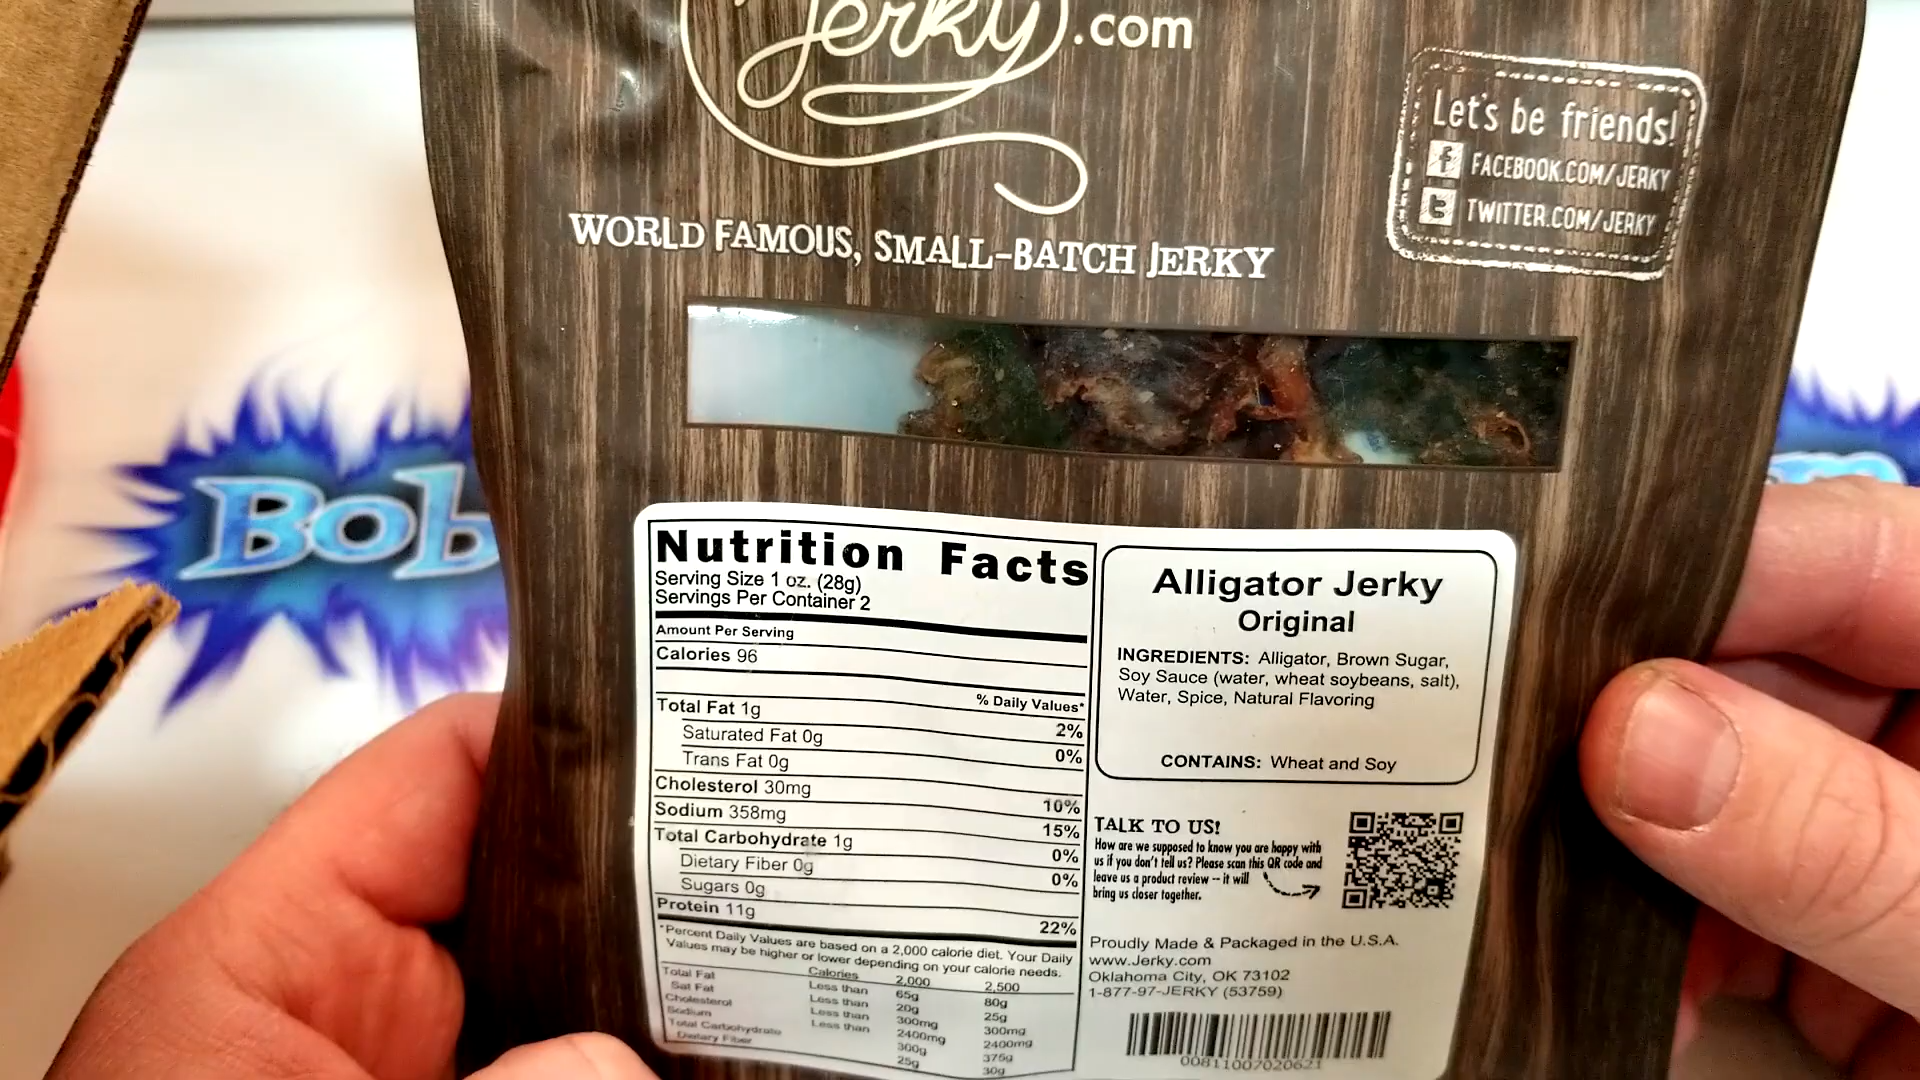 Jerky.com
Let's be friends!
f FACEBOOK.COM/JERKY
t TWITTER.COM/JERKY
WORLD FAMOUS, SMALL-BATCH JERKY
Bob
Nutrition Facts
Serving Size 1 oz. (28g)
Servings Per Container 2
Amount Per Serving
Calories 96
% Daily Values*
Total Fat 1g 2%
Saturated Fat 0g 0%
Trans Fat 0g
Cholesterol 30mg 10%
Sodium 358mg 15%
Total Carbohydrate 1g 0%
Dietary Fiber 0g 0%
Sugars 0g
Protein 11g 22%
*Percent Daily Values are based on a 2,000 calorie diet. Your Daily
Values may be higher or lower depending on your calorie needs.
Calories 2,000 2,500
Total Fat Less than 65g 80g
Sat Fat Less than 20g 25g
Cholesterol Less than 300mg 300mg
Sodium Less than 2400mg 2400mg
Total Carbohydrate 300g 375g
Dietary Fiber 25g 30g
Alligator Jerky
Original
INGREDIENTS: Alligator, Brown Sugar,
Soy Sauce (water, wheat soybeans, salt),
Water, Spice, Natural Flavoring
CONTAINS: Wheat and Soy
TALK TO US!
How are we supposed to know you are happy with
us if you don't tell us? Please scan this QR code and
leave us a product review -- it will
bring us closer together.
Proudly Made & Packaged in the U.S.A.
www.Jerky.com
Oklahoma City, OK 73102
1-877-97-JERKY (53759)
00811007020621